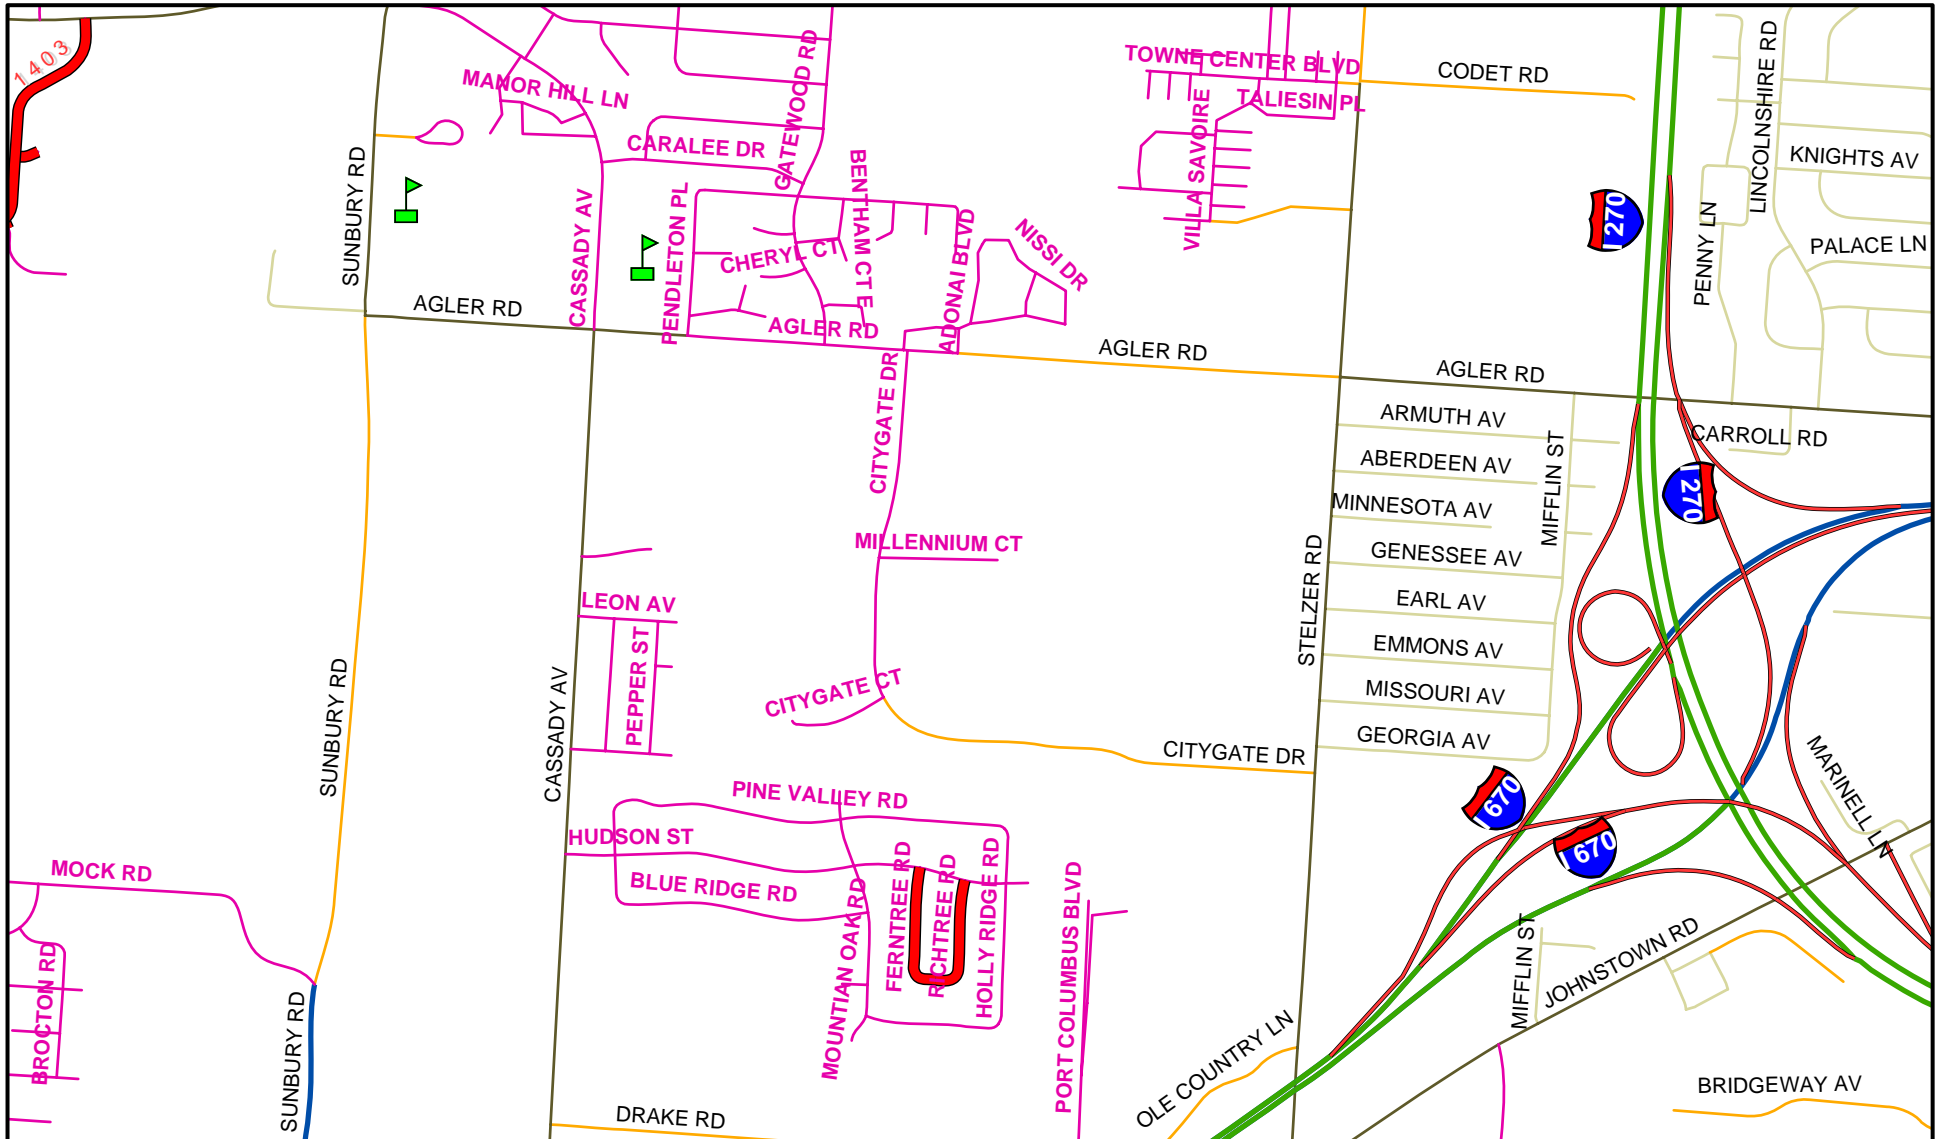 1403
MANOR HILL LN
GATEWOOD RD
TOWNE CENTER BLVD
CODET RD
TALIESIN PL
LINCOLNSHIRE RD
CARALEE DR
VILLA SAVOIRE
KNIGHTS AV
SUNBURY RD
BENTHAM CT E
270
PENDLETON PL
CASSADY AV
PENNY LN
NISSI DR
ADONAI BLVD
CHERYL CT
PALACE LN
AGLER RD
AGLER RD
AGLER RD
AGLER RD
CITYGATE DR
ARMUTH AV
CARROLL RD
ABERDEEN AV
MIFFLIN ST
270
MINNESOTA AV
MILLENNIUM CT
GENESSEE AV
STELZER RD
LEON AV
EARL AV
PEPPER ST
EMMONS AV
SUNBURY RD
CASSADY AV
CITYGATE CT
MISSOURI AV
GEORGIA AV
CITYGATE DR
PINE VALLEY RD
670
MARINELL LN
HUDSON ST
670
MOCK RD
BLUE RIDGE RD
FERNTREE RD
RICHTREE RD
HOLLY RIDGE RD
MOUNTIAN OAK RD
PORT COLUMBUS BLVD
BROCTON RD
MIFFLIN ST
JOHNSTOWN RD
SUNBURY RD
OLE COUNTRY LN
BRIDGEWAY AV
DRAKE RD